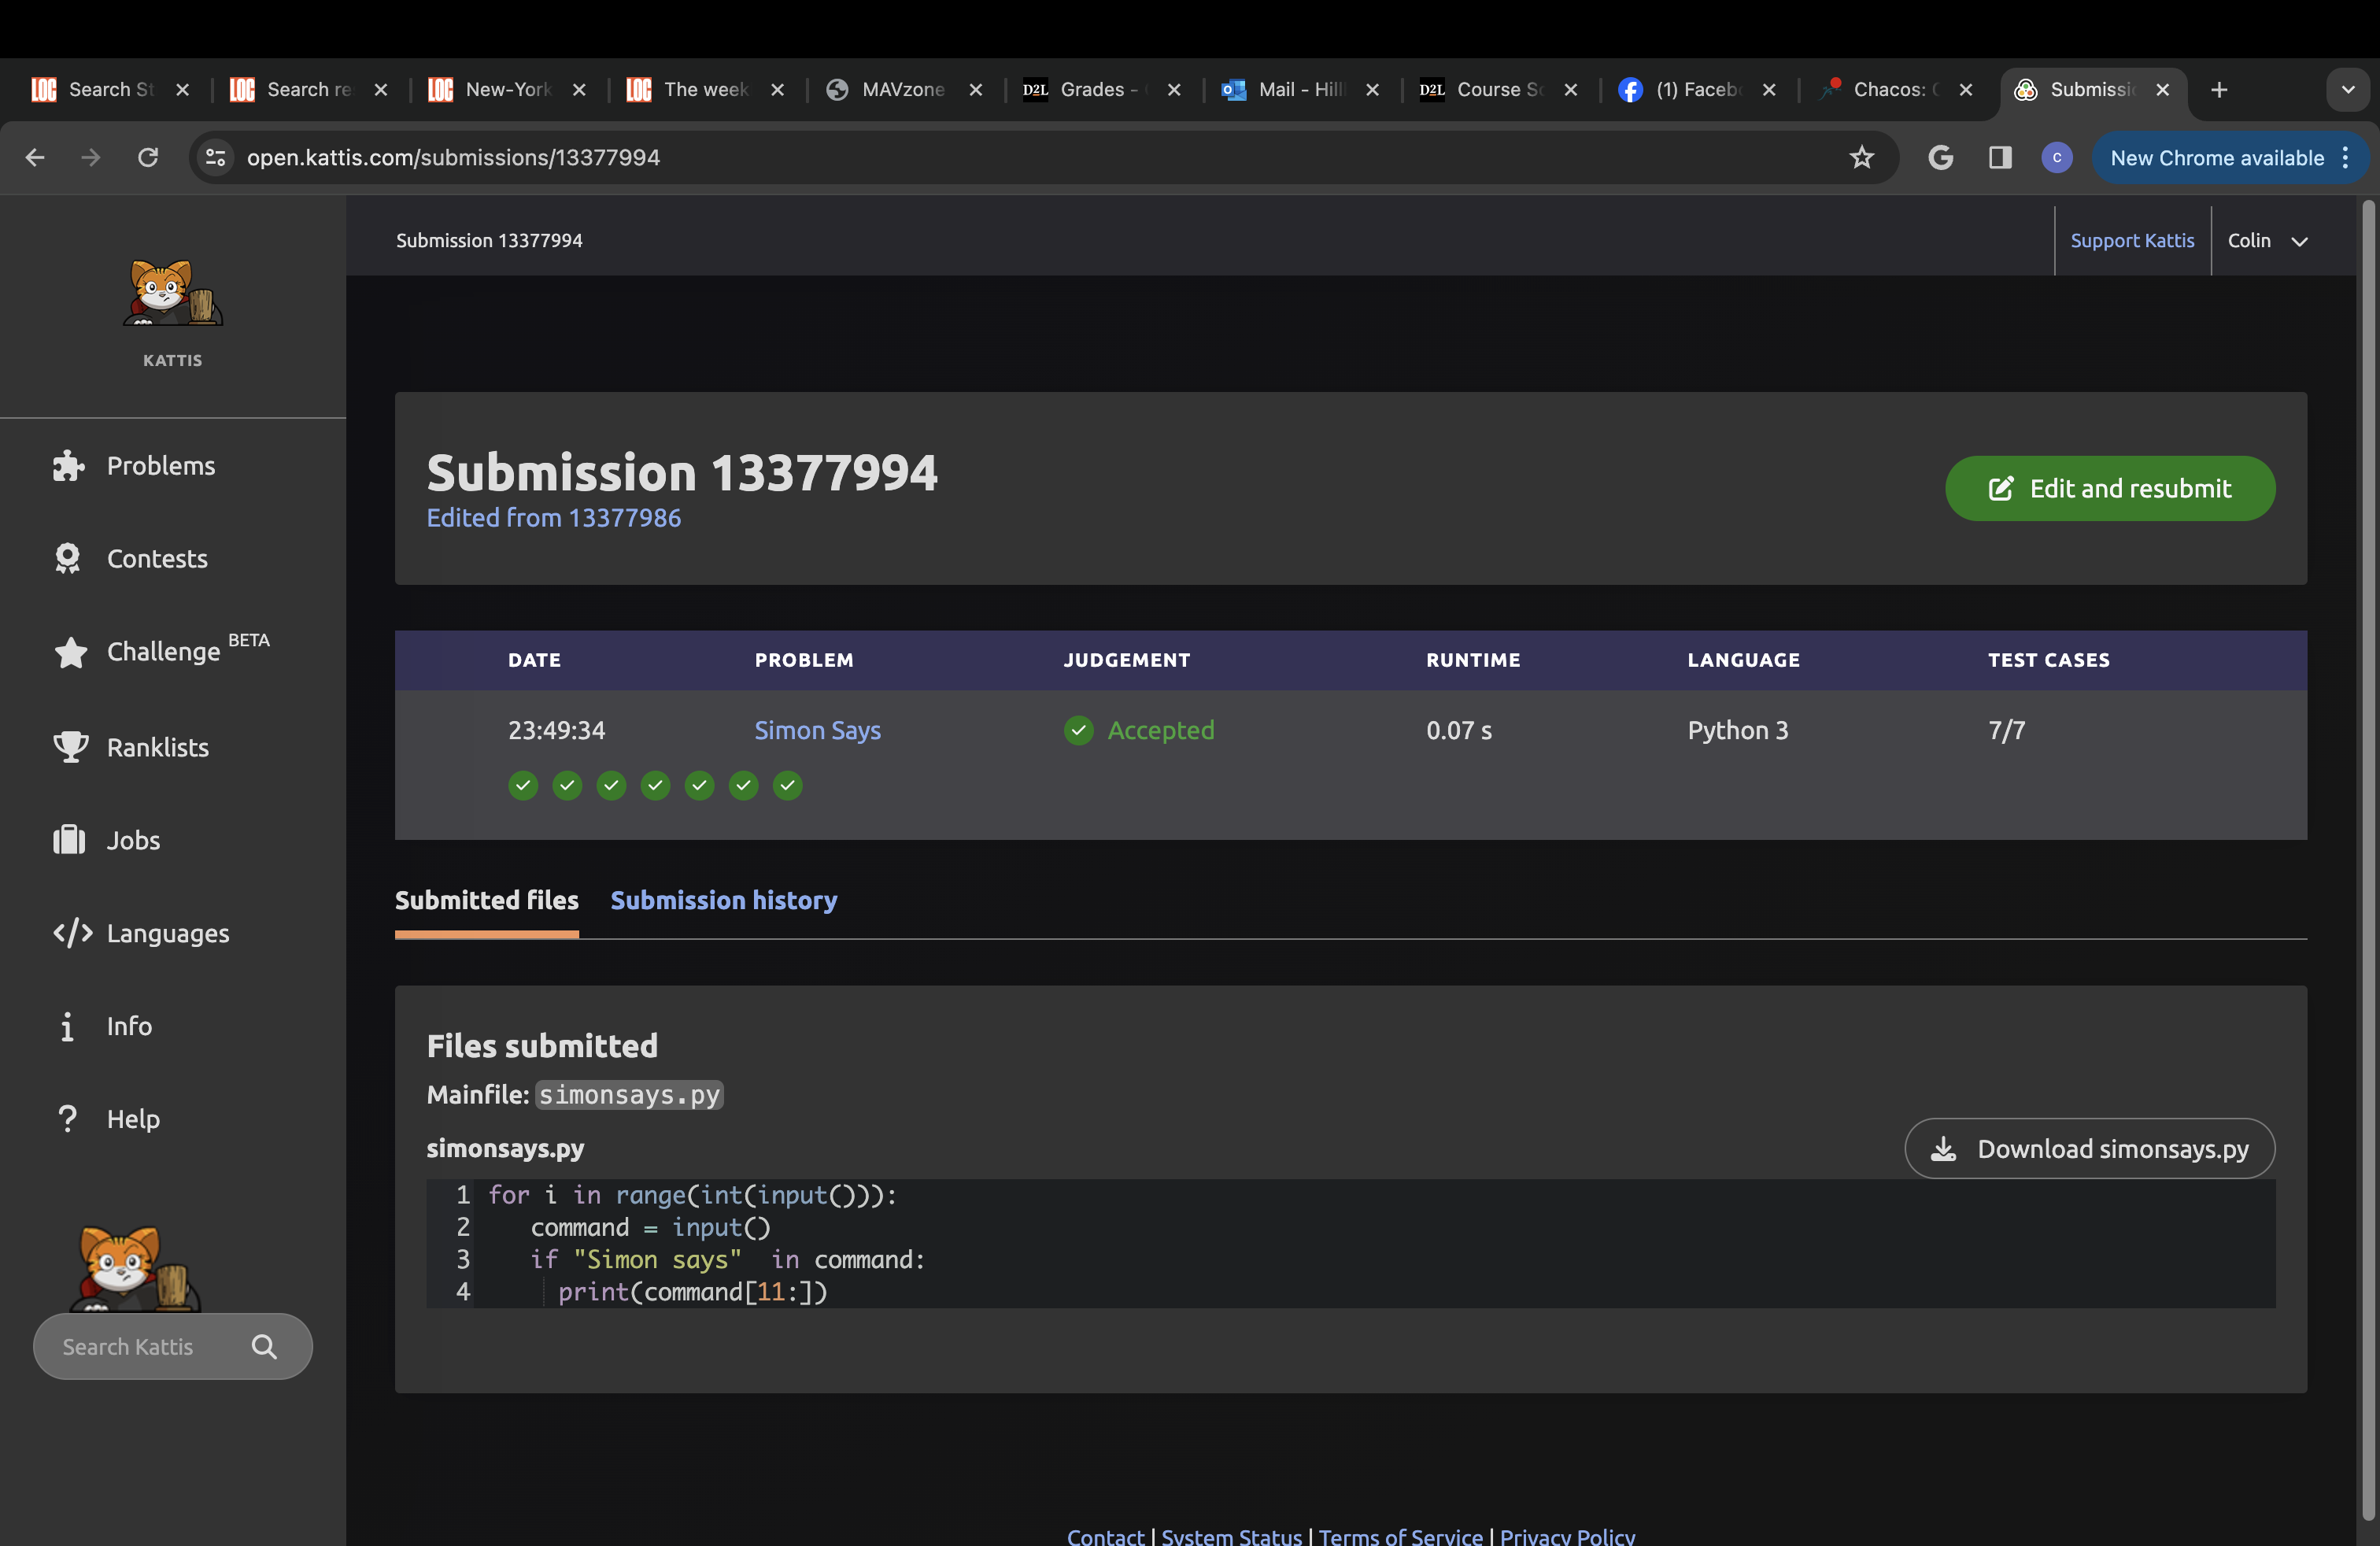 Search St
Search re
New-York
The week
MAVzone
D2L Grades -
Mail - Hill
D2L Course S
(1) Faceb
Chacos:
Submissi
open.kattis.com/submissions/13377994
C
New Chrome available
Submission 13377994
Support Kattis
Colin
KATTIS
Problems
Contests
Challenge BETA
Ranklists
Jobs
Languages
Info
Help
Search Kattis
Submission 13377994
Edited from 13377986
Edit and resubmit
DATE PROBLEM JUDGEMENT RUNTIME LANGUAGE TEST CASES
23:49:34 Simon Says Accepted 0.07 s Python 3 7/7
Submitted files Submission history
Files submitted
Mainfile: simonsays.py
simonsays.py
Download simonsays.py
1 for i in range(int(input())):
2 command = input()
3 if "Simon says"  in command:
4 print(command[11:])
Contact | System Status | Terms of Service | Privacy Policy